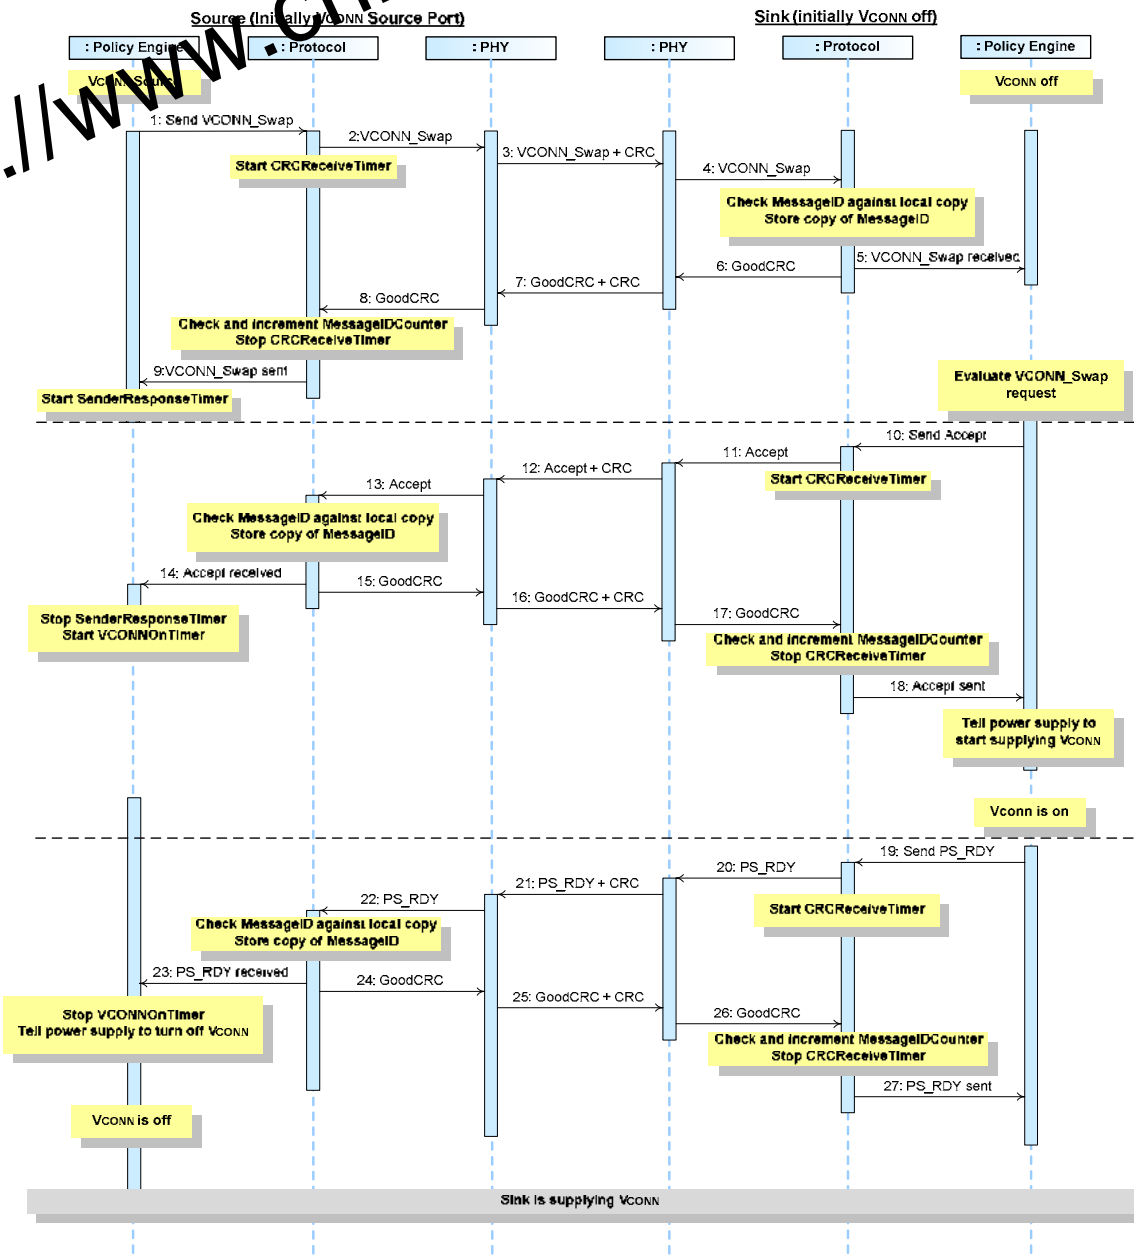 Source (Initially VCONN Source Port)
Sink (initially VCONN off)
: Policy Engine
: Protocol
: PHY
: PHY
: Protocol
: Policy Engine
VCONN Source
VCONN off
://www.
1: Send VCONN_Swap
2:VCONN_Swap
3: VCONN_Swap + CRC
Start CRCReceiveTimer
4: VCONN_Swap
Check MessageID against local copy
Store copy of MessageID
5: VCONN_Swap received
6: GoodCRC
7: GoodCRC + CRC
8: GoodCRC
Check and increment MessageIDCounter
Stop CRCReceiveTimer
9:VCONN_Swap sent
Start SenderResponseTimer
Evaluate VCONN_Swap
request
10: Send Accept
11: Accept
12: Accept + CRC
Start CRCReceiveTimer
13: Accept
Check MessageID against local copy
Store copy of MessageID
14: Accept received
15: GoodCRC
16: GoodCRC + CRC
17: GoodCRC
Stop SenderResponseTimer
Start VCONNOnTimer
Check and increment MessageIDCounter
Stop CRCReceiveTimer
18: Accept sent
Tell power supply to
start supplying VCONN
Vconn is on
19: Send PS_RDY
20: PS_RDY
21: PS_RDY + CRC
22: PS_RDY
Start CRCReceiveTimer
Check MessageID against local copy
Store copy of MessageID
23: PS_RDY received
24: GoodCRC
25: GoodCRC + CRC
26: GoodCRC
Stop VCONNOnTimer
Tell power supply to turn off VCONN
Check and increment MessageIDCounter
Stop CRCReceiveTimer
27: PS_RDY sent
VCONN is off
Sink is supplying VCONN